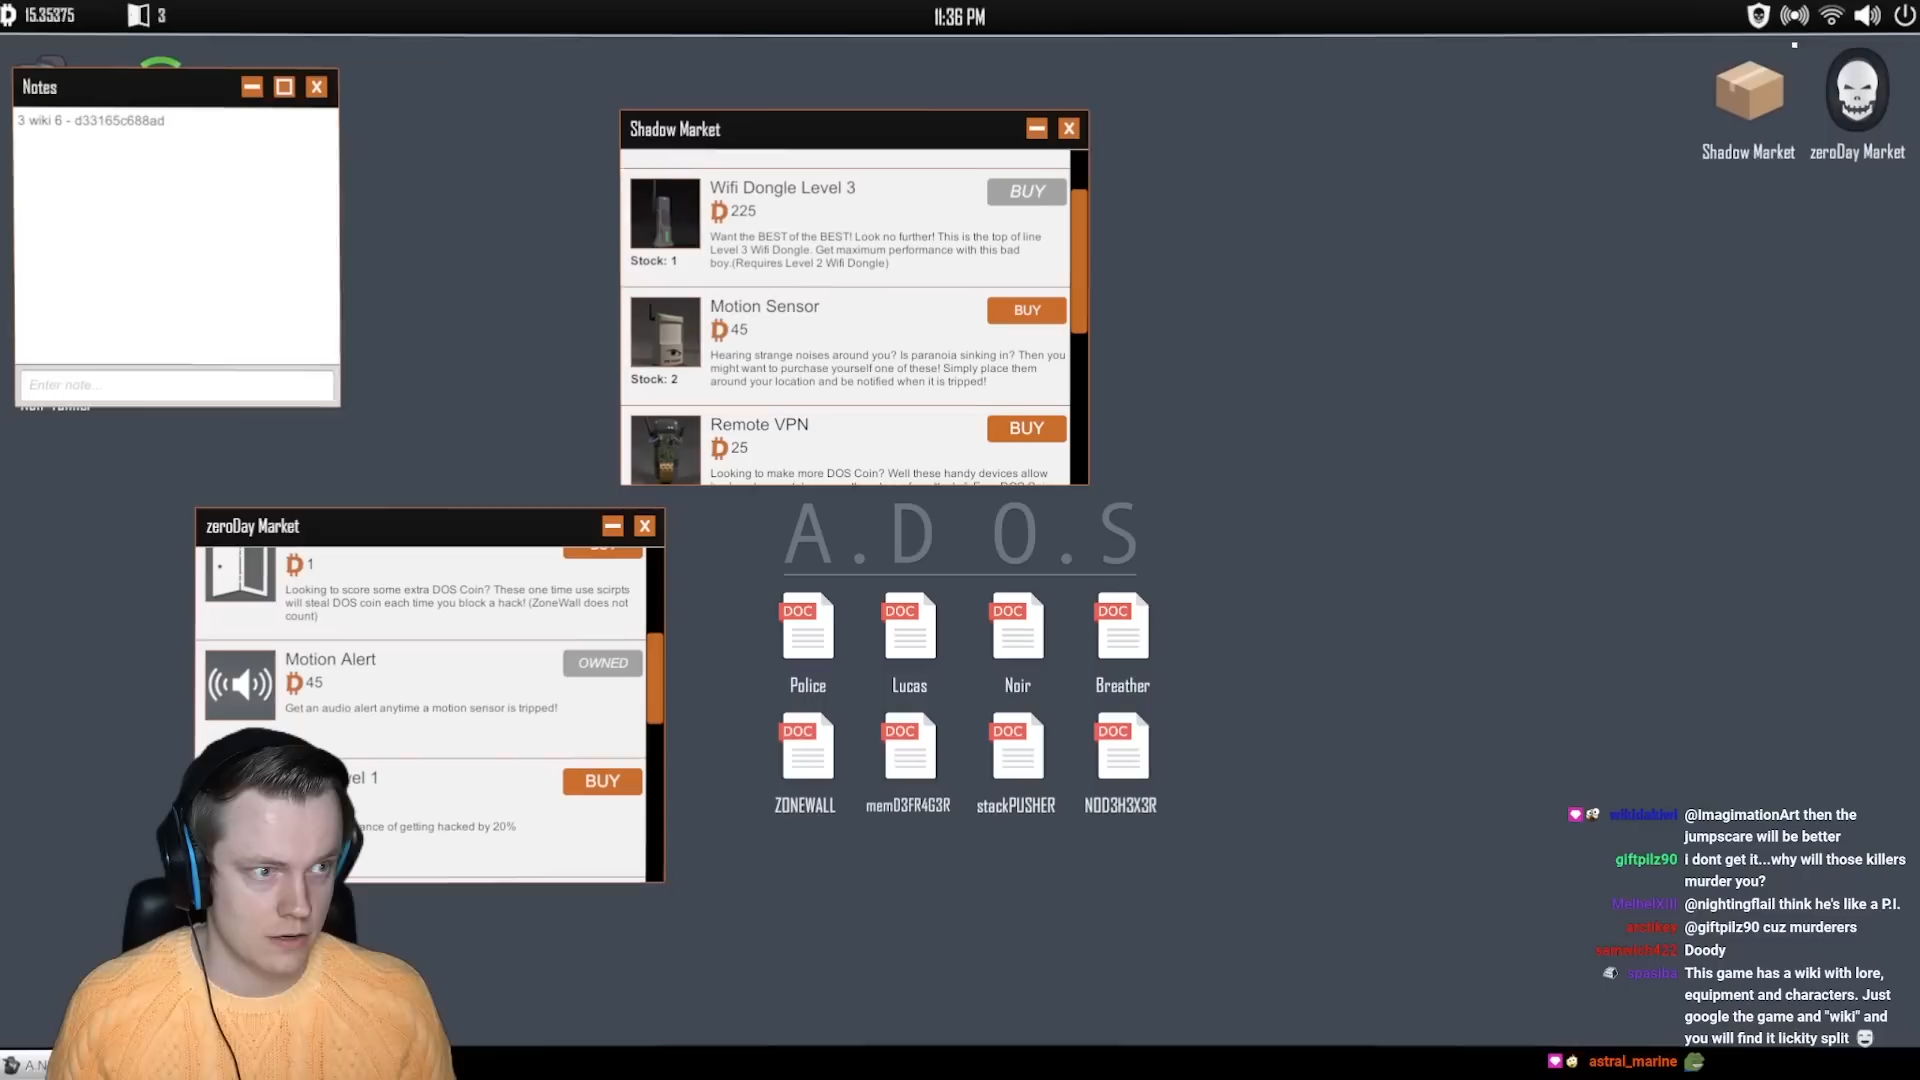 15.35375
3
11:36 PM
Notes
3 wiki 6 - d33165c688ad
Enter note...
Shadow Market
zeroDay Market
Shadow Market
Wifi Dongle Level 3
BUY
225
Want the BEST of the BEST! Look no further! This is the top of line
Level 3 Wifi Dongle. Get maximum performance with this bad
boy.(Requires Level 2 Wifi Dongle)
Stock: 1
Motion Sensor
BUY
45
Hearing strange noises around you? Is paranoia sinking in? Then you
might want to purchase yourself one of these! Simply place them
around your location and be notified when it is tripped!
Stock: 2
Remote VPN
BUY
25
Looking to make more DOS Coin? Well these handy devices allow
zeroDay Market
1
Looking to score some extra DOS Coin? These one time use scirpts
will steal DOS coin each time you block a hack! (ZoneWall does not
count)
Motion Alert
OWNED
45
Get an audio alert anytime a motion sensor is tripped!
1
BUY
of getting hacked by 20%
A.D O.S
DOC
DOC
DOC
DOC
Police
Lucas
Noir
Breather
DOC
DOC
DOC
DOC
ZONEWALL
memD3FR4G3R
stackPUSHER
NOD3H3X3R
@ImagimationArt then the
jumpscare will be better
giftpilz90 i dont get it...why will those killers
murder you?
@nightingflail think he's like a P.I.
@giftpilz90 cuz murderers
Doody
spasiba This game has a wiki with lore,
equipment and characters. Just
google the game and "wiki" and
you will find it lickity split
astral_marine
A.N